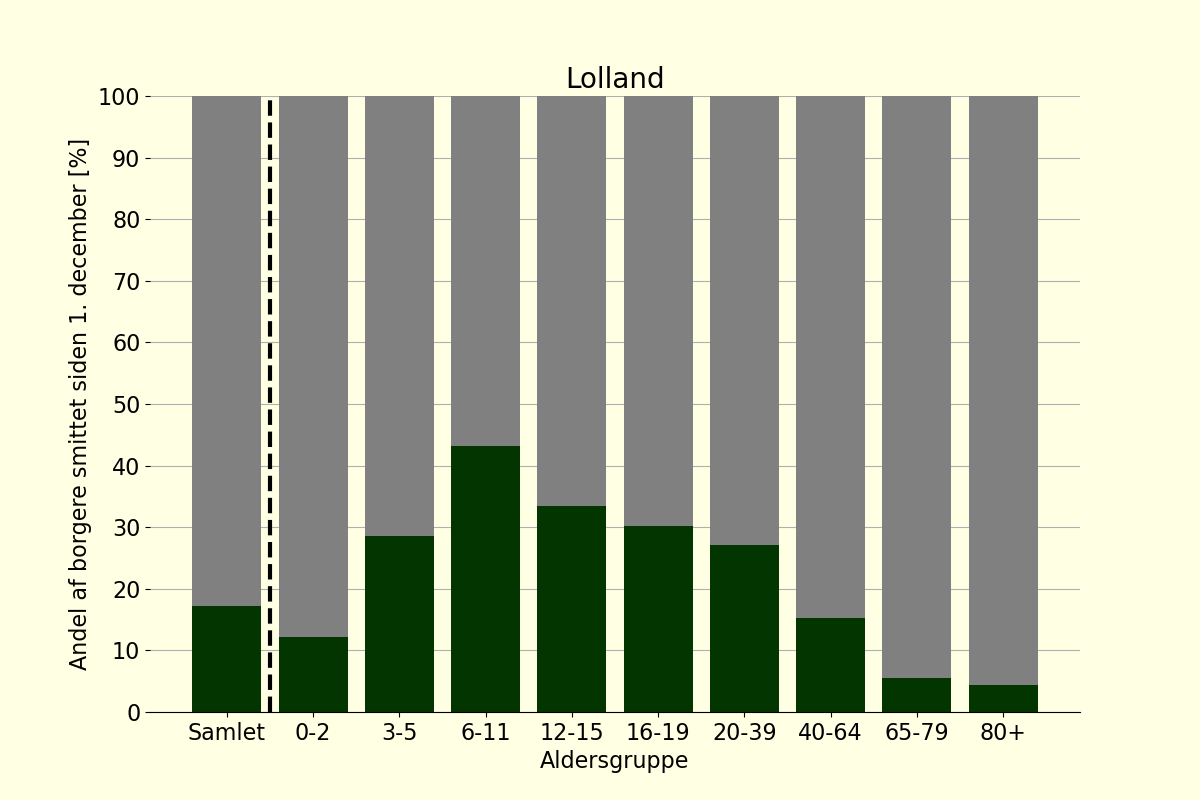 Lolland
Andel af borgere smittet siden 1. december [%]
100
90
80
70
60
50
40
30
20
10
0
Samlet 0-2 3-5 6-11 12-15 16-19 20-39 40-64 65-79 80+
Aldersgruppe